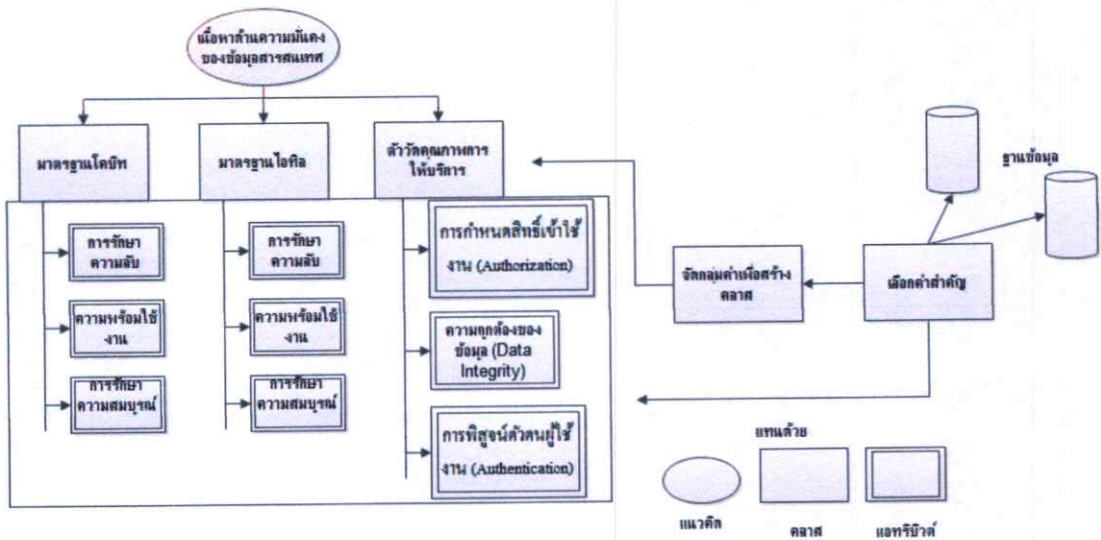 เนื้อหาด้านความมั่นคง
ของข้อมูลสารสนเทศ
มาตรฐานโคบิท
มาตรฐานไอทิล
ตัววัดคุณภาพการ
ให้บริการ
การรักษา
ความลับ
ความพร้อมใช้
งาน
การรักษา
ความสมบูรณ์
การรักษา
ความลับ
ความพร้อมใช้
งาน
การรักษา
ความสมบูรณ์
การกำหนดสิทธิ์เข้าใช้
งาน (Authorization)
ความถูกต้องของ
ข้อมูล (Data
Integrity)
การพิสูจน์ตัวตนผู้ใช้
งาน (Authentication)
จัดกลุ่มคำเพื่อสร้าง
คลาส
เลือกคำสำคัญ
ฐานข้อมูล
แทนด้วย
แนวคิด
คลาส
แอททริบิวต์